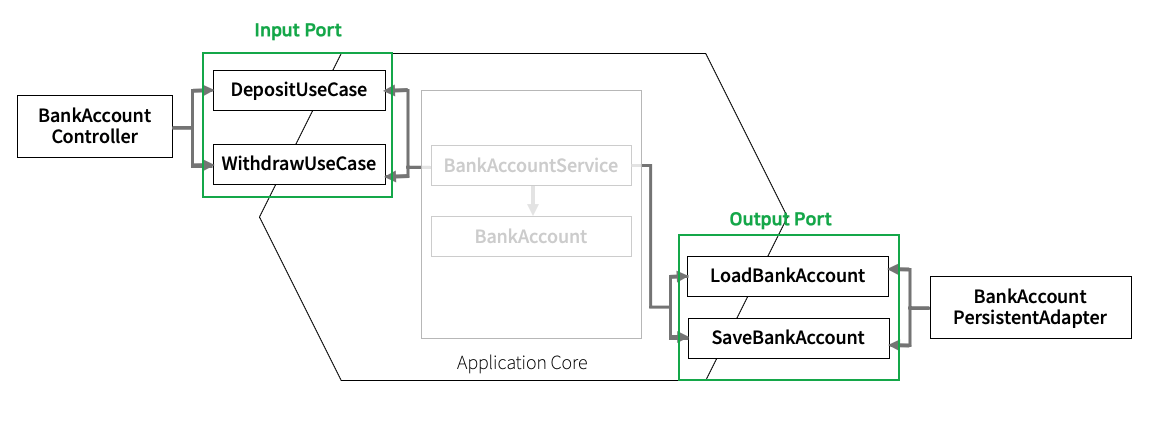 Input Port
DepositUseCase
BankAccount
Controller
WithdrawUseCase
BankAccountService
BankAccount
Output Port
LoadBankAccount
BankAccount
PersistentAdapter
SaveBankAccount
Application Core